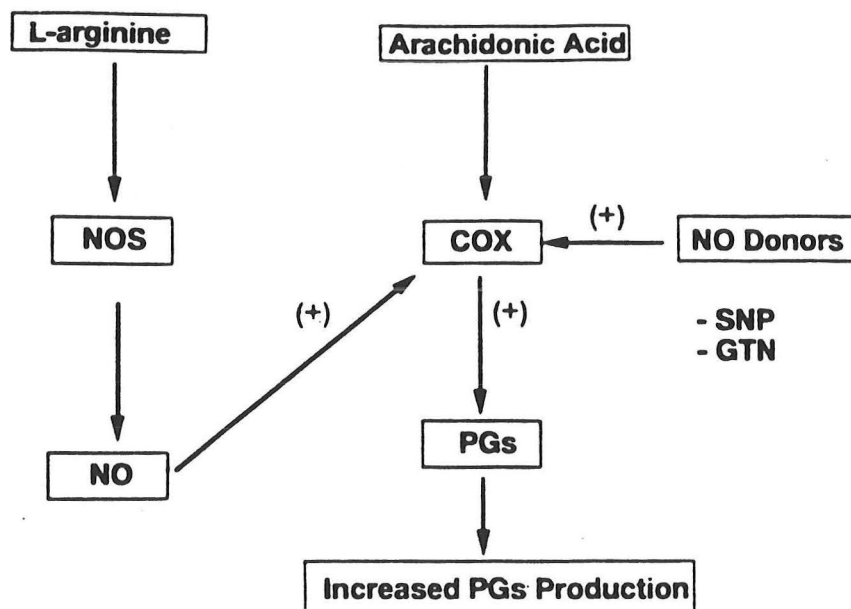 L-arginine
Arachidonic Acid
NOS
COX
(+)
NO Donors
(+)
(+)
- SNP
- GTN
NO
PGs
Increased PGs Production